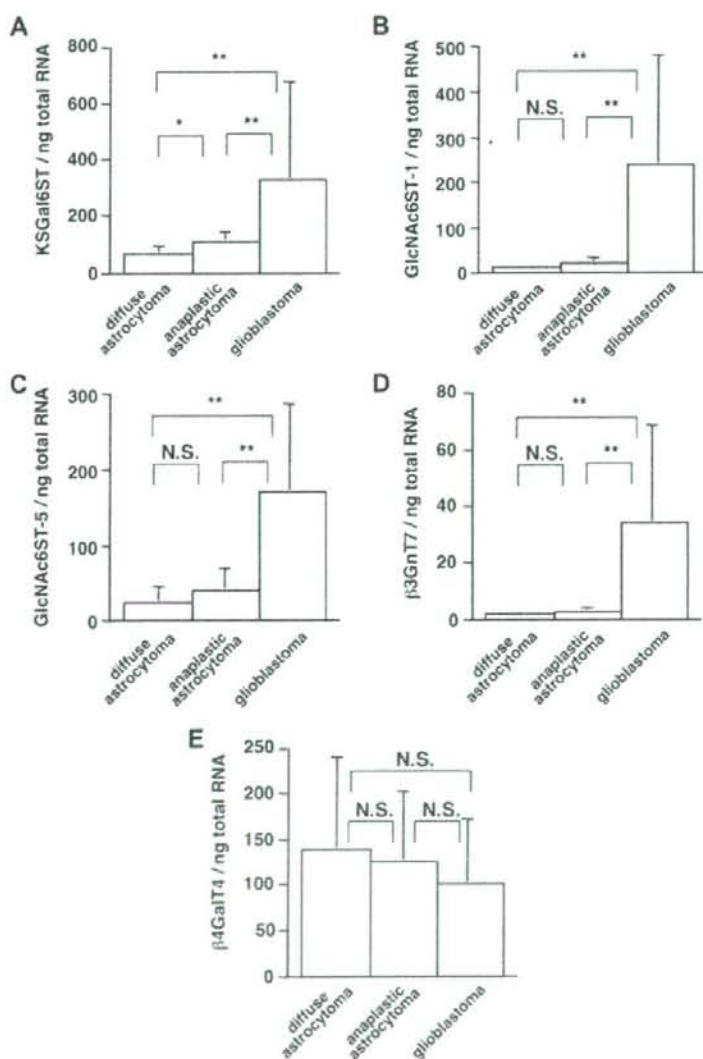 A
KSGal6ST / ng total RNA
800
600
400
200
0
**
*
**
diffuse
astrocytoma
anaplastic
astrocytoma
glioblastoma
B
GlcNAc6ST-1 / ng total RNA
500
400
300
200
100
0
**
N.S.
**
diffuse
astrocytoma
anaplastic
astrocytoma
glioblastoma
C
GlcNAc6ST-5 / ng total RNA
300
200
100
0
**
N.S.
**
diffuse
astrocytoma
anaplastic
astrocytoma
glioblastoma
D
β3GnT7 / ng total RNA
80
60
40
20
0
**
N.S.
**
diffuse
astrocytoma
anaplastic
astrocytoma
glioblastoma
E
β4GalT4 / ng total RNA
250
200
150
100
50
0
N.S.
N.S.
N.S.
diffuse
astrocytoma
anaplastic
astrocytoma
glioblastoma